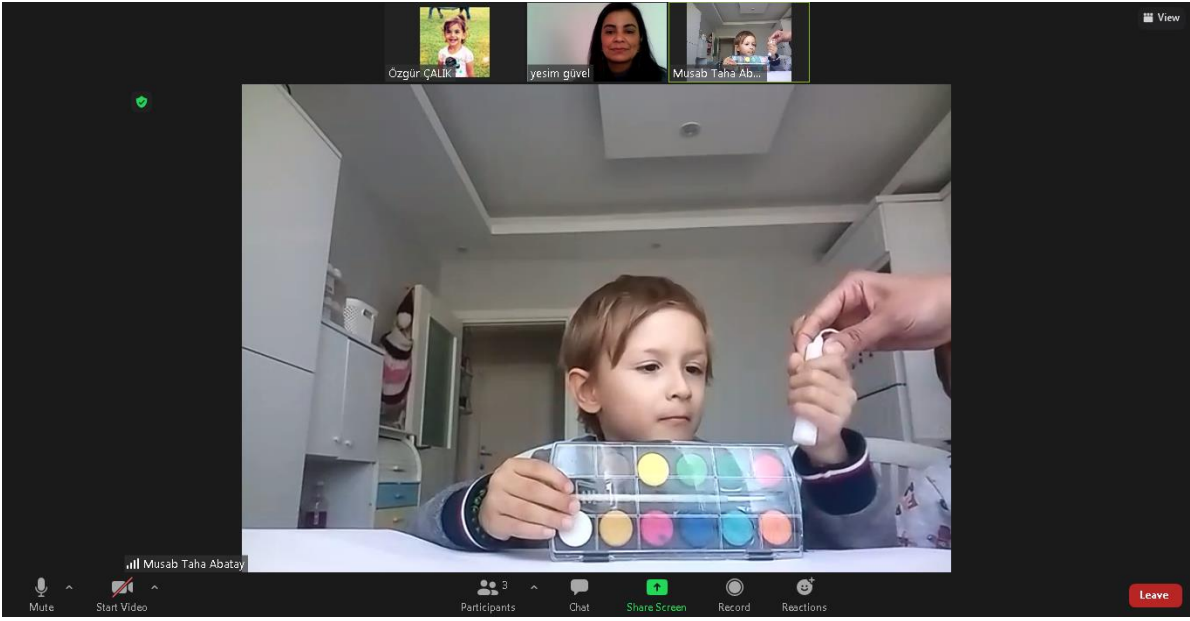 View
Özgür ÇALIK
yesim güvel
Musab Taha Ab...
Musab Taha Abatay
Mute
Start Video
Participants
3
Chat
Share Screen
Record
Reactions
Leave